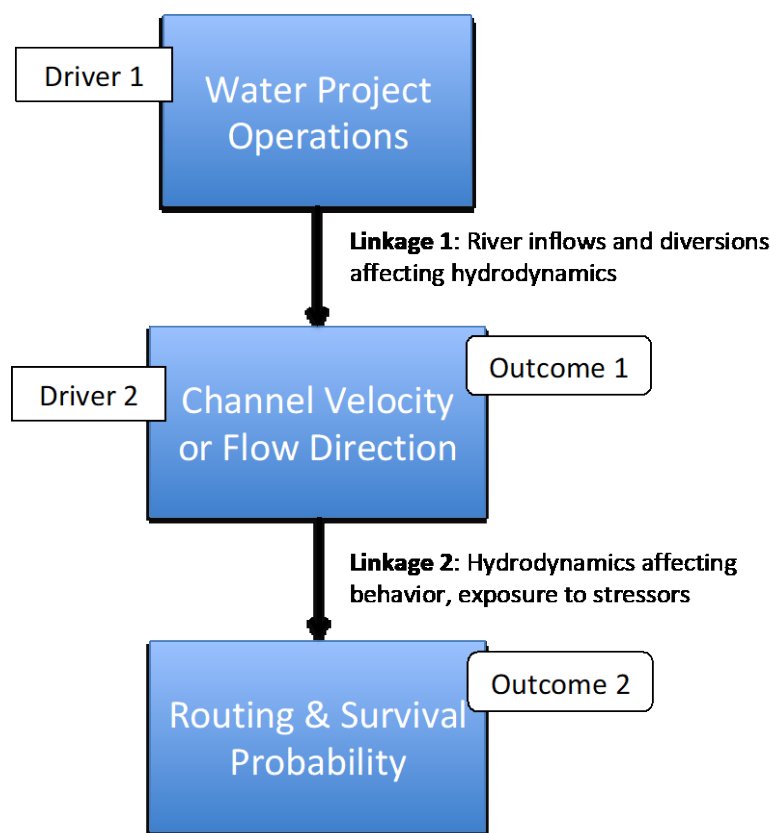 Driver 1
Water Project
Operations
Linkage 1: River inflows and diversions
affecting hydrodynamics
Outcome 1
Driver 2
Channel Velocity
or Flow Direction
Linkage 2: Hydrodynamics affecting
behavior, exposure to stressors
Outcome 2
Routing & Survival
Probability